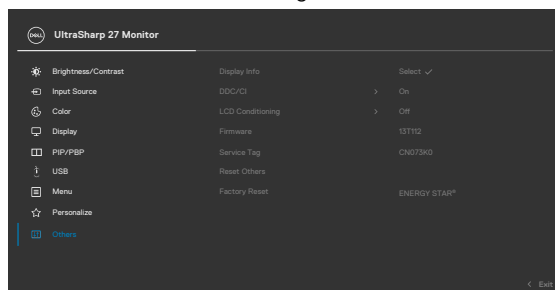 DELL UltraSharp 27 Monitor
Brightness/Contrast Display Info Select ✓
Input Source DDC/CI > On
Color LCD Conditioning > Off
Display Firmware 13T112
PIP/PBP Service Tag CN073K0
USB Reset Others
Menu Factory Reset ENERGY STAR®
Personalize
Others
< Exit